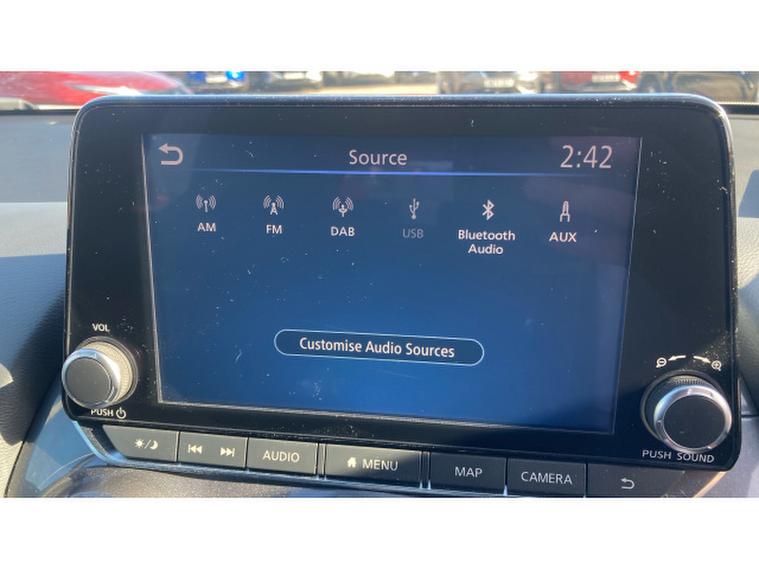 Source
2:42
AM
FM
DAB
USB
Bluetooth
Audio
AUX
Customise Audio Sources
VOL
PUSH
PUSH SOUND
AUDIO
MENU
MAP
CAMERA